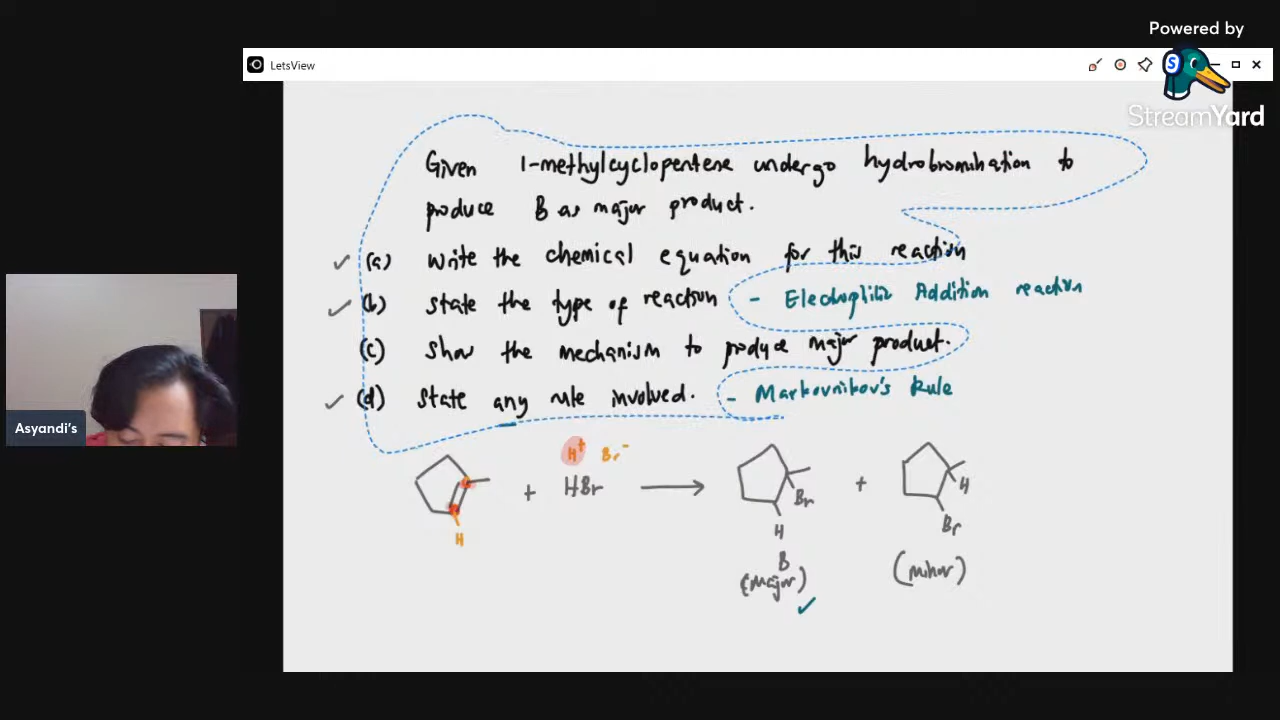 Powered by
LetsView
StreamYard
Given 1-methylcyclopentene undergo hydrobromination to
produce B as major product.
(a) Write the chemical equation for this reaction
(b) State the type of reaction - Electrophilic Addition reaction
(c) Show the mechanism to produce major product.
(d) State any rule involved. - Markovnikov's Rule
Asyandi's
H+ Br-
+ HBr + H
Br
H H Br
B
(major) (minor)